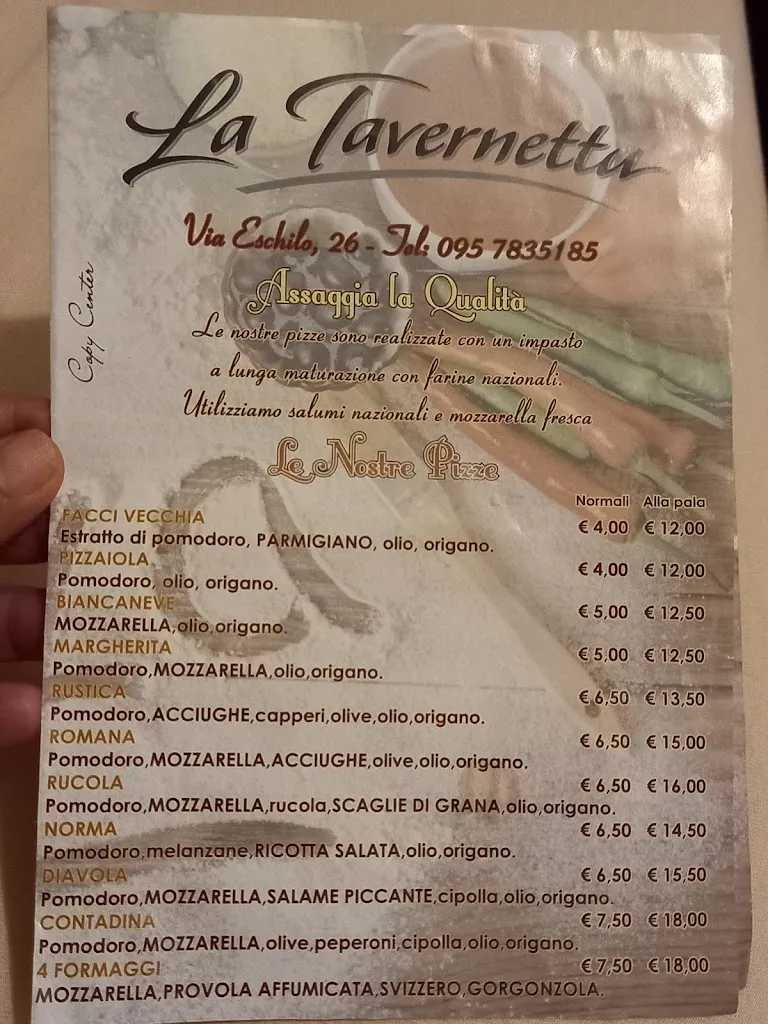 La Tavernetta
Via Eschilo, 26 - Tel: 095 7835185
Copy Center
Assaggia la Qualità
Le nostre pizze sono realizzate con un impasto
a lunga maturazione con farine nazionali.
Utilizziamo salumi nazionali e mozzarella fresca
Le Nostre Pizze
Normali Alla pala
FACCI VECCHIA € 4,00 € 12,00
Estratto di pomodoro, PARMIGIANO, olio, origano.
PIZZAIOLA € 4,00 € 12,00
Pomodoro, olio, origano.
BIANCANEVE € 5,00 € 12,50
MOZZARELLA,olio,origano.
MARGHERITA € 5,00 € 12,50
Pomodoro,MOZZARELLA,olio,origano.
RUSTICA € 6,50 € 13,50
Pomodoro,ACCIUGHE,capperi,olive,olio,origano.
ROMANA € 6,50 € 15,00
Pomodoro,MOZZARELLA,ACCIUGHE,olive,olio,origano.
RUCOLA € 6,50 € 16,00
Pomodoro,MOZZARELLA,rucola,SCAGLIE DI GRANA,olio,origano.
NORMA € 6,50 € 14,50
Pomodoro,melanzane,RICOTTA SALATA,olio,origano.
DIAVOLA € 6,50 € 15,50
Pomodoro,MOZZARELLA,SALAME PICCANTE,cipolla,olio,origano.
CONTADINA € 7,50 € 18,00
Pomodoro,MOZZARELLA,olive,peperoni,cipolla,olio,origano.
4 FORMAGGI € 7,50 € 18,00
MOZZARELLA,PROVOLA AFFUMICATA,SVIZZERO,GORGONZOLA.